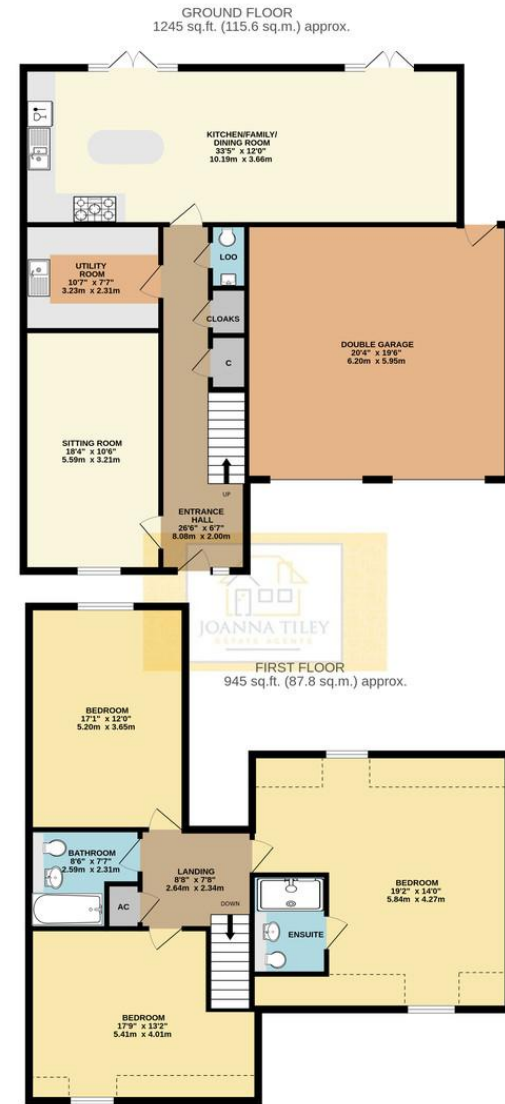 GROUND FLOOR
1245 sq.ft. (115.6 sq.m.) approx.
KITCHEN/FAMILY/
DINING ROOM
33'5" x 12'0"
10.19m x 3.66m
UTILITY
ROOM
10'7" x 7'7"
3.23m x 2.31m
LOO
CLOAKS
C
DOUBLE GARAGE
20'4" x 19'6"
6.20m x 5.95m
SITTING ROOM
18'4" x 10'6"
5.59m x 3.21m
UP
ENTRANCE
HALL
26'6" x 6'7"
8.08m x 2.00m
JOANNA TILEY
ESTATE AGENTS
FIRST FLOOR
945 sq.ft. (87.8 sq.m.) approx.
BEDROOM
17'1" x 12'0"
5.20m x 3.65m
BATHROOM
8'6" x 7'7"
2.59m x 2.31m
LANDING
8'8" x 7'8"
2.64m x 2.34m
AC
DOWN
BEDROOM
19'2" x 14'0"
5.84m x 4.27m
ENSUITE
BEDROOM
17'9" x 13'2"
5.41m x 4.01m